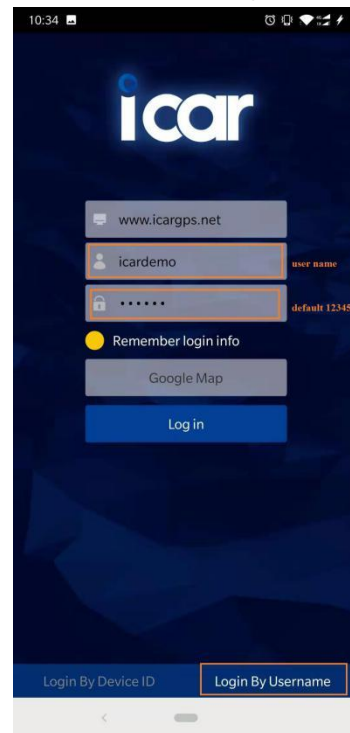 10:34
icar
www.icargps.net
icardemo
user name
••••••
default 12345
Remember login info
Google Map
Log in
Login By Device ID
Login By Username